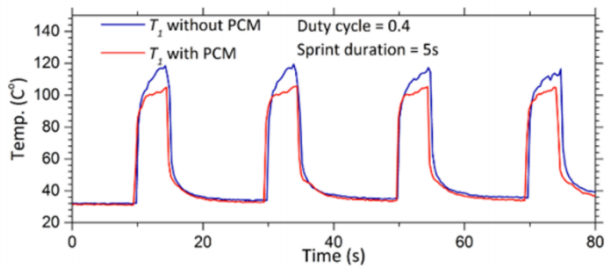 T₁ without PCM Duty cycle = 0.4
T₁ with PCM Sprint duration = 5s
Temp. (C°)
140
120
100
80
60
40
20
0 20 40 60 80
Time (s)